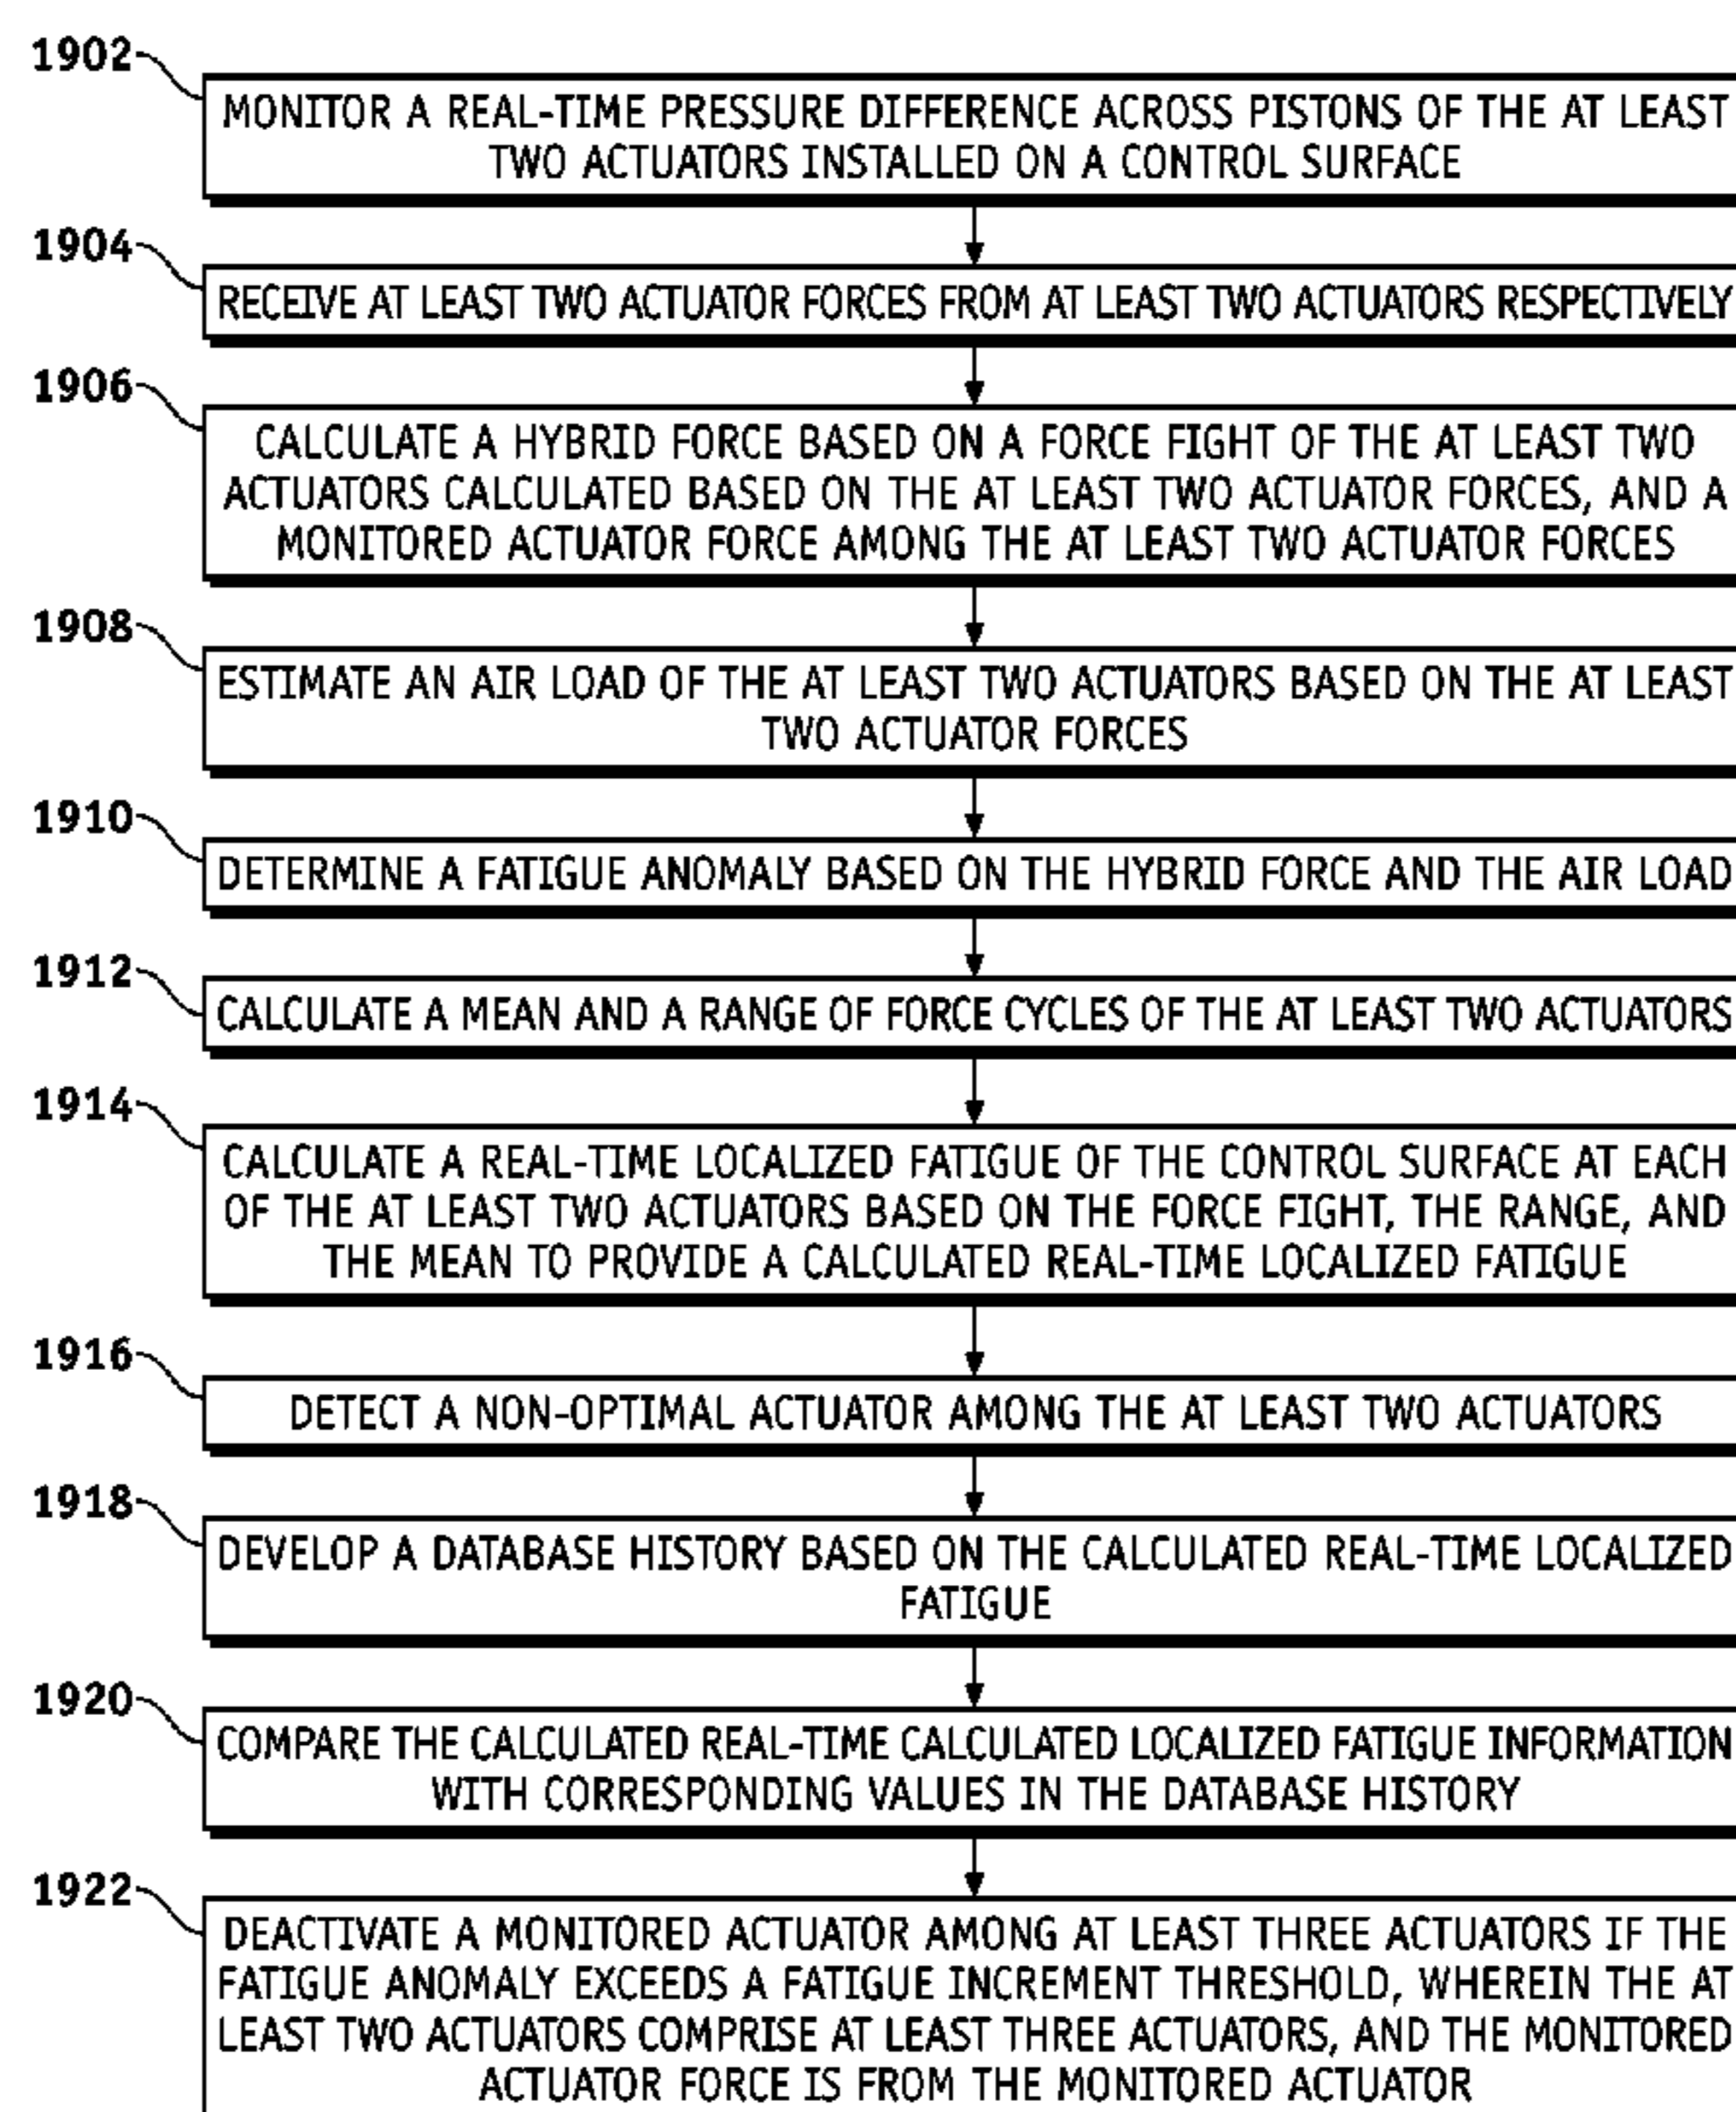 1902
MONITOR A REAL-TIME PRESSURE DIFFERENCE ACROSS PISTONS OF THE AT LEAST
TWO ACTUATORS INSTALLED ON A CONTROL SURFACE
1904
RECEIVE AT LEAST TWO ACTUATOR FORCES FROM AT LEAST TWO ACTUATORS RESPECTIVELY
1906
CALCULATE A HYBRID FORCE BASED ON A FORCE FIGHT OF THE AT LEAST TWO
ACTUATORS CALCULATED BASED ON THE AT LEAST TWO ACTUATOR FORCES, AND A
MONITORED ACTUATOR FORCE AMONG THE AT LEAST TWO ACTUATOR FORCES
1908
ESTIMATE AN AIR LOAD OF THE AT LEAST TWO ACTUATORS BASED ON THE AT LEAST
TWO ACTUATOR FORCES
1910
DETERMINE A FATIGUE ANOMALY BASED ON THE HYBRID FORCE AND THE AIR LOAD
1912
CALCULATE A MEAN AND A RANGE OF FORCE CYCLES OF THE AT LEAST TWO ACTUATORS
1914
CALCULATE A REAL-TIME LOCALIZED FATIGUE OF THE CONTROL SURFACE AT EACH
OF THE AT LEAST TWO ACTUATORS BASED ON THE FORCE FIGHT, THE RANGE, AND
THE MEAN TO PROVIDE A CALCULATED REAL-TIME LOCALIZED FATIGUE
1916
DETECT A NON-OPTIMAL ACTUATOR AMONG THE AT LEAST TWO ACTUATORS
1918
DEVELOP A DATABASE HISTORY BASED ON THE CALCULATED REAL-TIME LOCALIZED
FATIGUE
1920
COMPARE THE CALCULATED REAL-TIME CALCULATED LOCALIZED FATIGUE INFORMATION
WITH CORRESPONDING VALUES IN THE DATABASE HISTORY
1922
DEACTIVATE A MONITORED ACTUATOR AMONG AT LEAST THREE ACTUATORS IF THE
FATIGUE ANOMALY EXCEEDS A FATIGUE INCREMENT THRESHOLD, WHEREIN THE AT
LEAST TWO ACTUATORS COMPRISE AT LEAST THREE ACTUATORS, AND THE MONITORED
ACTUATOR FORCE IS FROM THE MONITORED ACTUATOR